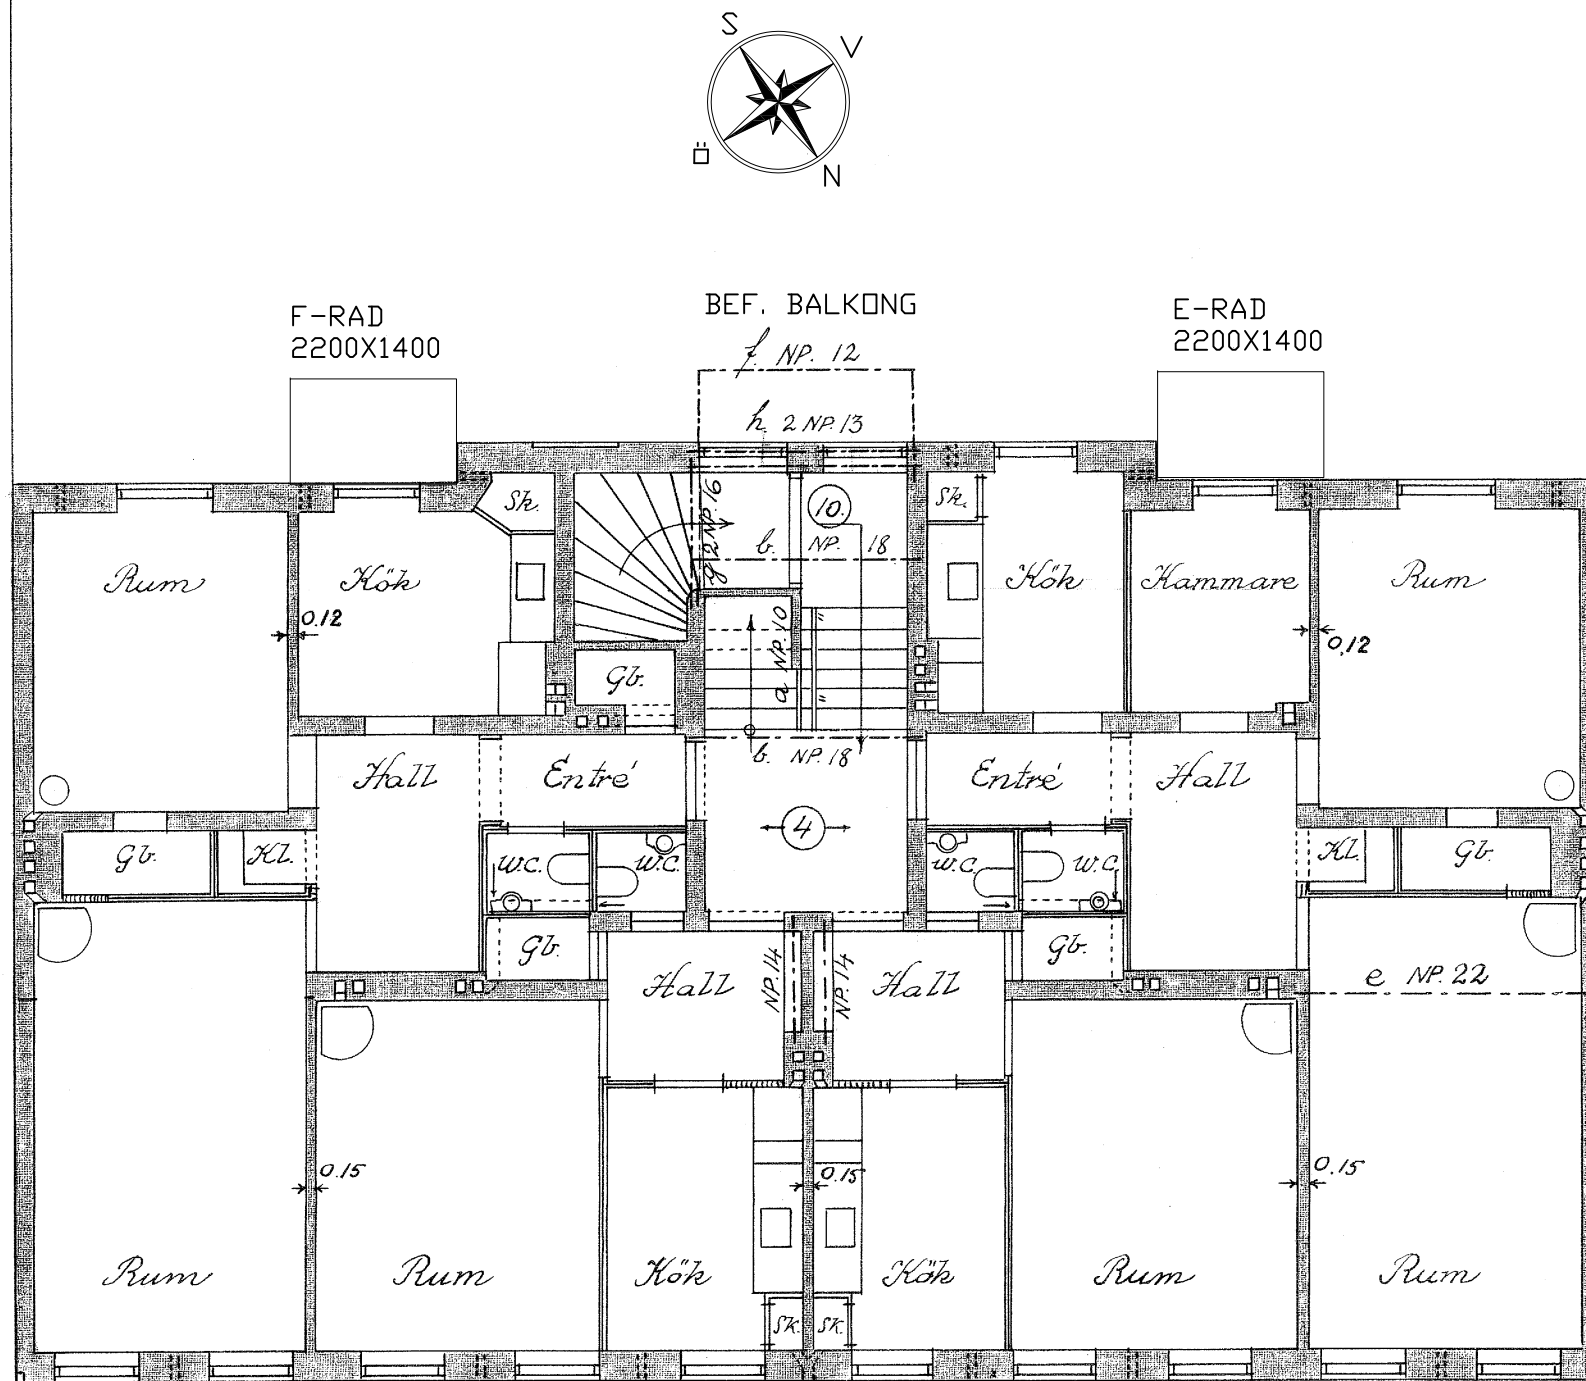 S
V
Ö
N
BEF. BALKONG
F-RAD
2200X1400
E-RAD
2200X1400
f. NP. 12
h. 2 NP. 13
Sk.
g 2 NP. 16
10.
Sk.
b. NP. 18
Rum
Kök
Kök
Kammare
Rum
0.12
a NP. 10
0,12
Gb.
b. NP. 18
Hall
Entré
Entré
Hall
4
Gb.
Kl.
W.C.
W.C.
W.C.
W.C.
Kl.
Gb.
Gb.
Gb.
Hall
NP. 14
NP. 14
Hall
e NP. 22
0.15
0.15
0.15
Rum
Rum
Kök
Kök
Rum
Rum
SK.
SK.